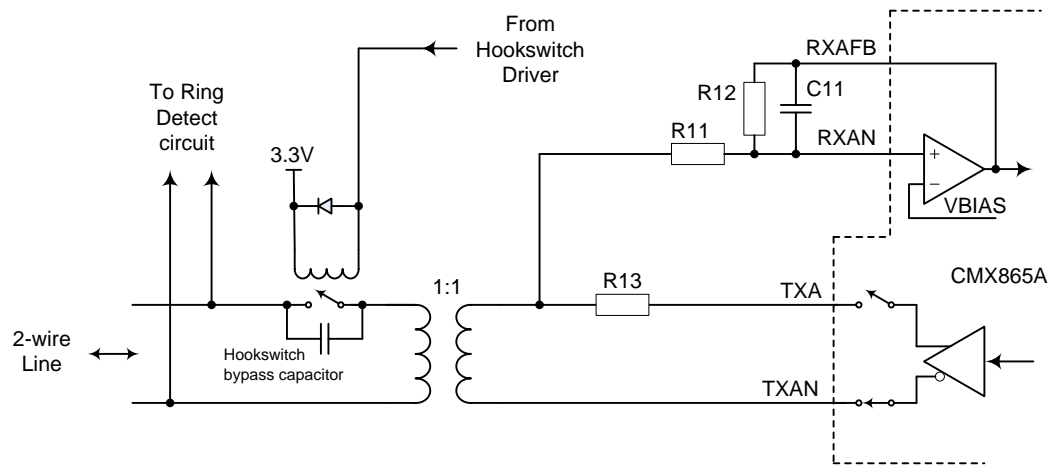 From
Hookswitch
Driver
To Ring
Detect
circuit
3.3V
RXAFB
R12
C11
R11
RXAN
+
−
VBIAS
CMX865A
1:1
R13
TXA
2-wire
Line
Hookswitch
bypass capacitor
TXAN